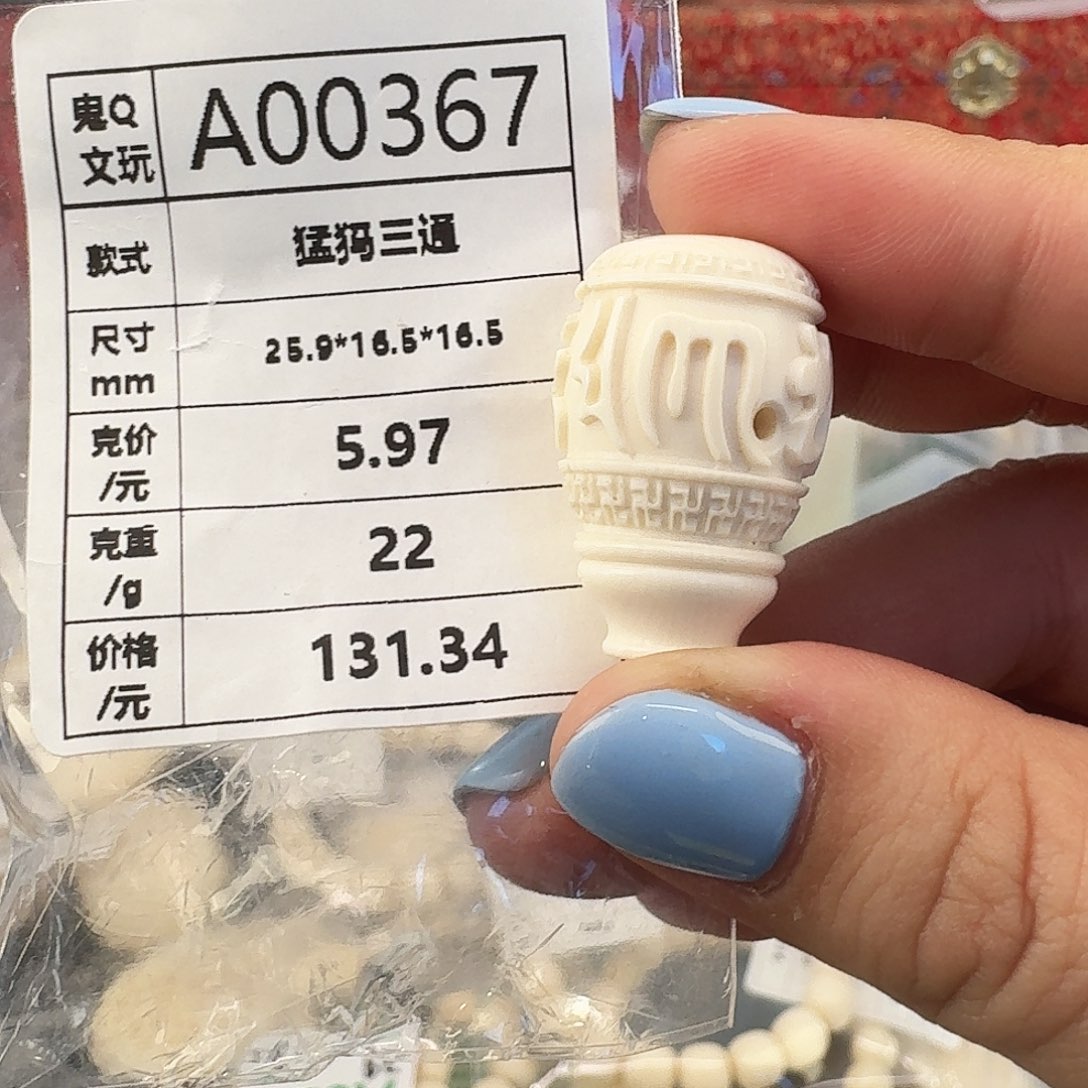 鬼Q
文玩
A00367
款式
猛犸三通
尺寸
mm
25.9*16.5*16.5
克价
/元
5.97
克重
/g
22
价格
/元
131.34